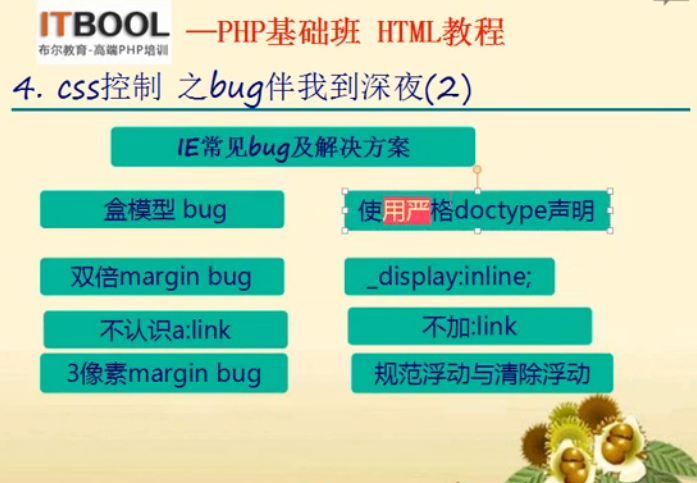 ITBOOL
布尔教育-高端PHP培训
—PHP基础班 HTML教程
4. css控制 之bug伴我到深夜(2)
IE常见bug及解决方案
盒模型 bug
使用严格doctype声明
双倍margin bug
_display:inline;
不认识a:link
不加:link
3像素margin bug
规范浮动与清除浮动